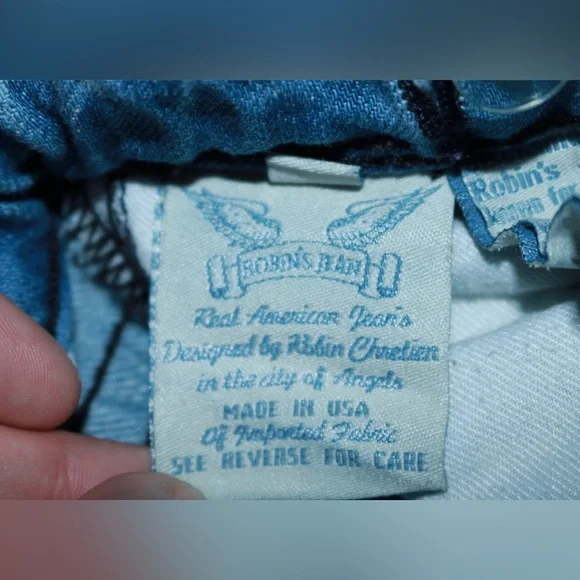 ROBIN'S JEAN
Real American Jean's
Designed by Robin Chretien
in the city of Angels
MADE IN USA
Of Imported Fabric
SEE REVERSE FOR CARE
Robin's